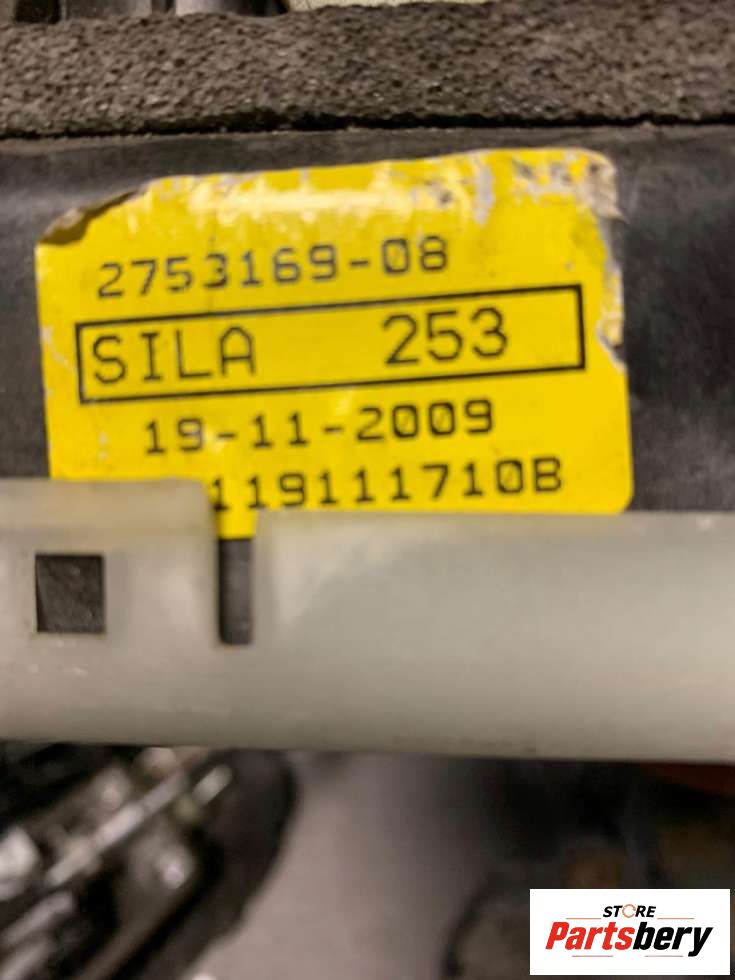 2753169-08
SILA 253
19-11-2009
119111710B
STORE
Partsbery